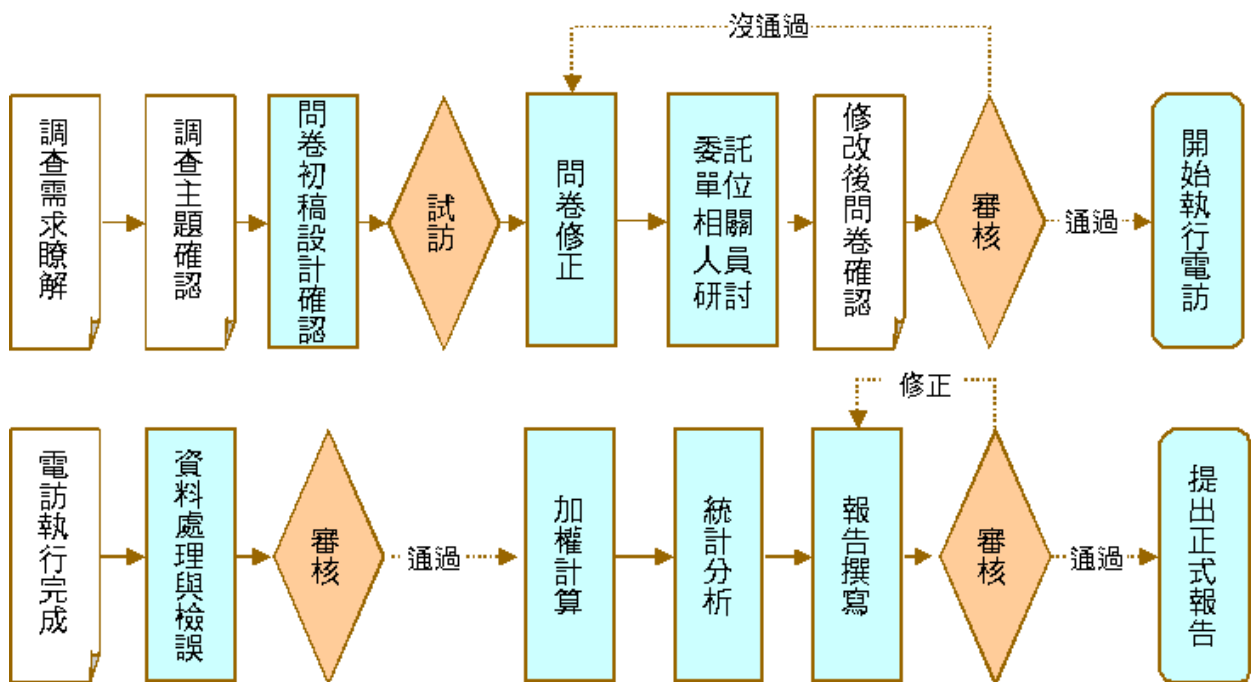 沒通過
調查需求瞭解
調查主題確認
問卷初稿設計確認
試訪
問卷修正
委託
單位
相關
人員
研討
修改後問卷確認
審核
通過
開始執行電訪
修正
電訪執行完成
資料處理與檢誤
審核
通過
加權計算
統計分析
報告撰寫
審核
通過
提出正式報告